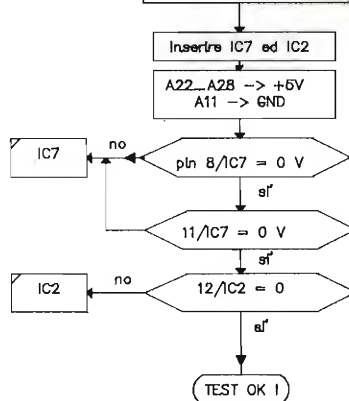 Inserire IC7 ed IC2
A22...A28 -> +5V
A11 -> GND
IC7
no
pin 8/IC7 = 0 V
si'
11/IC7 = 0 V
si'
IC2
no
12/IC2 = 0
si'
TEST OK !